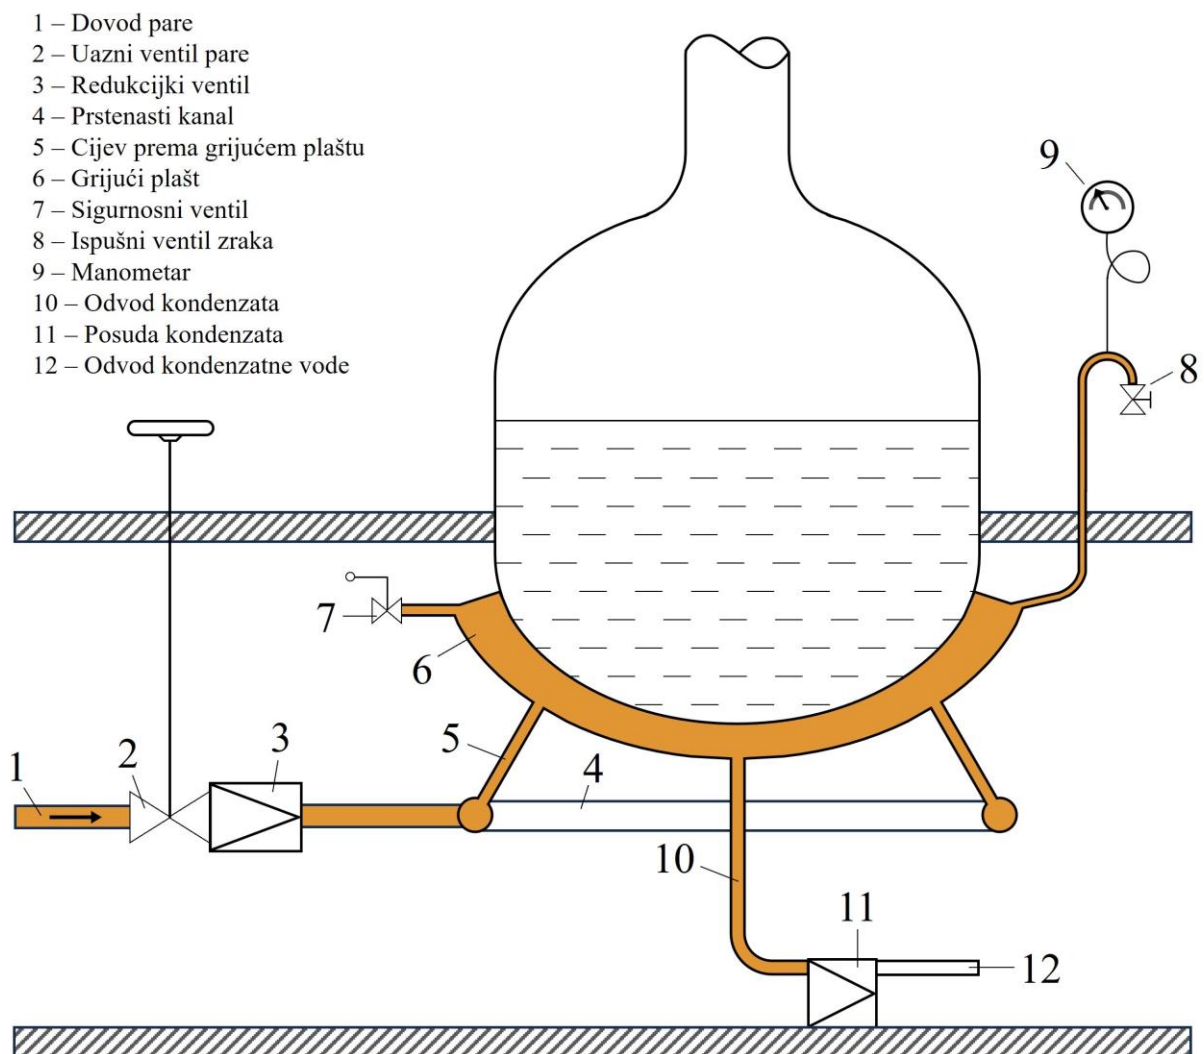 1 – Dovod pare
2 – Uazni ventil pare
3 – Redukcijki ventil
4 – Prstenasti kanal
5 – Cijev prema grijućem plaštu
6 – Grijući plašt
7 – Sigurnosni ventil
8 – Ispušni ventil zraka
9 – Manometar
10 – Odvod kondenzata
11 – Posuda kondenzata
12 – Odvod kondenzatne vode
9
8
7
6
5
3
2
1
4
10
11
12